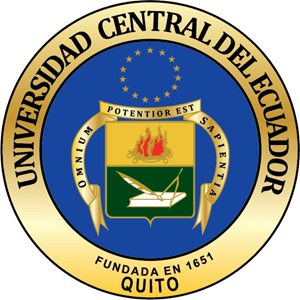 UNIVERSIDAD CENTRAL DEL ECUADOR
OMNIUM POTENTIOR EST SAPIENTIA
FUNDADA EN 1651
QUITO